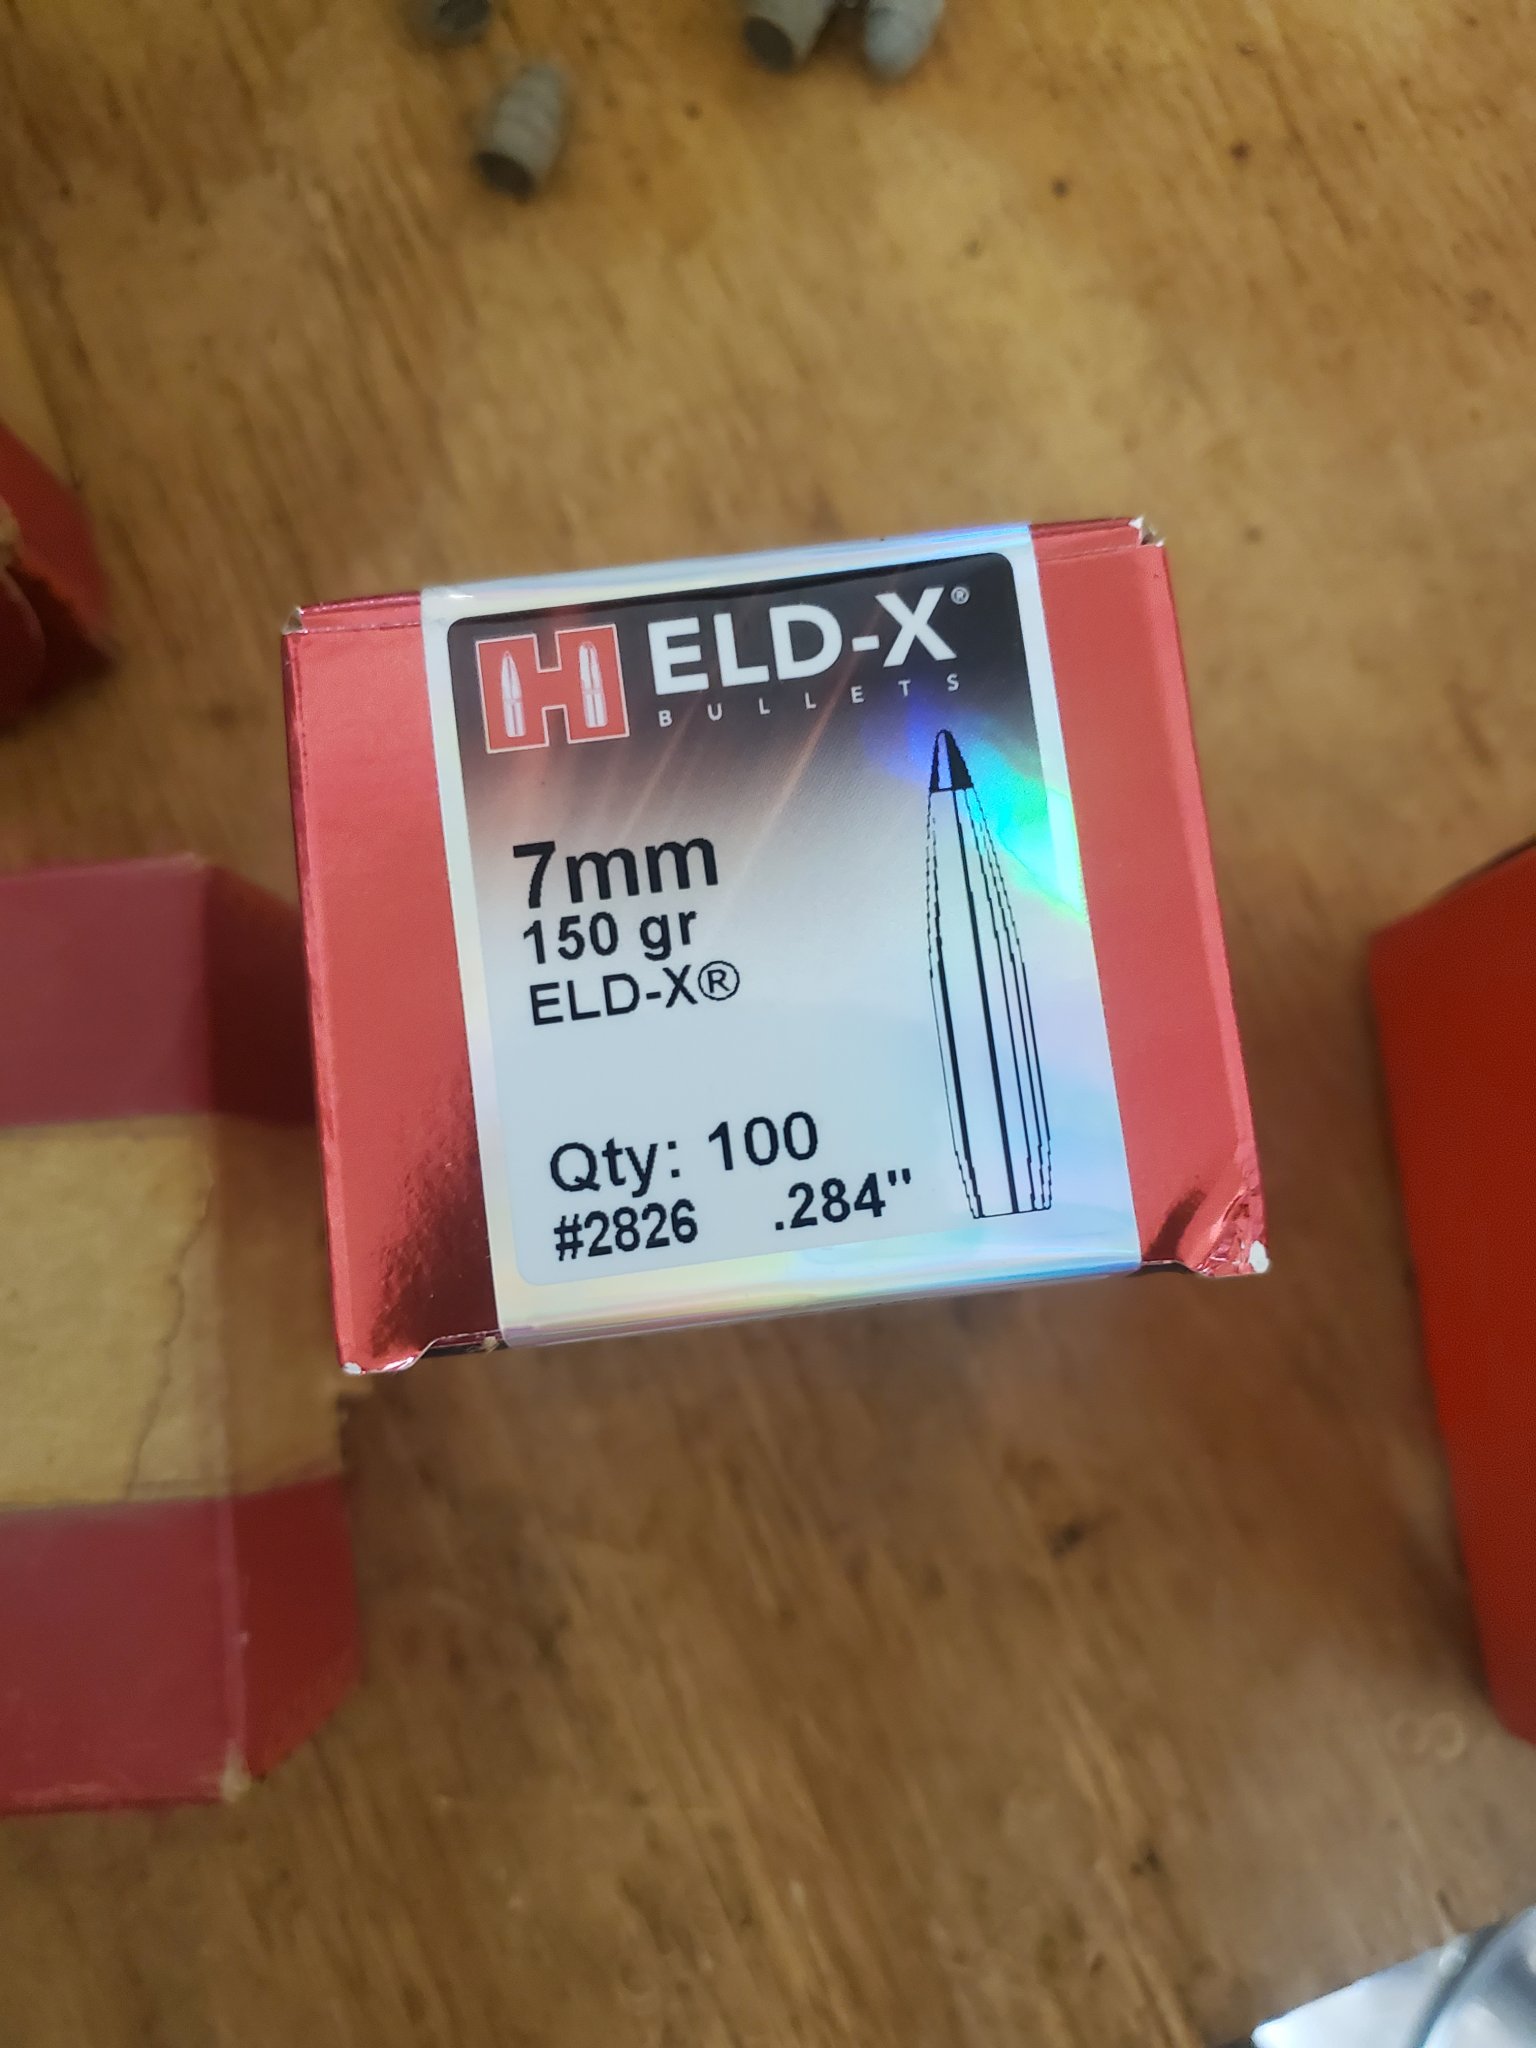 H ELD-X®
BULLETS
7mm
150 gr
ELD-X®
Qty: 100
#2826 .284"